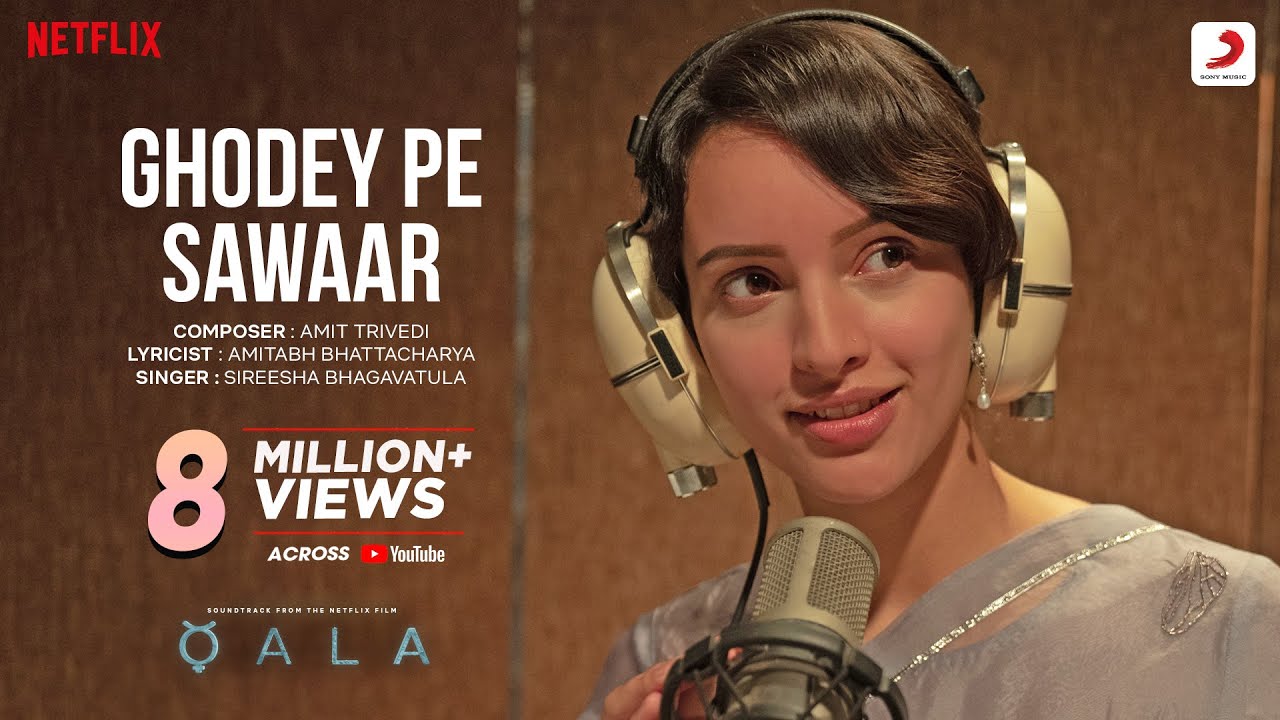 NETFLIX
SONY MUSIC
GHODEY PE
SAWAAR
COMPOSER : AMIT TRIVEDI
LYRICIST : AMITABH BHATTACHARYA
SINGER : SIREESHA BHAGAVATULA
8 MILLION+
VIEWS
ACROSS YouTube
SOUNDTRACK FROM THE NETFLIX FILM
QALA